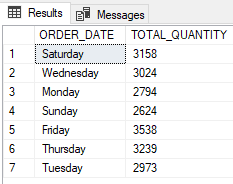 Results Messages
ORDER_DATE TOTAL_QUANTITY
1 Saturday 3158
2 Wednesday 3024
3 Monday 2794
4 Sunday 2624
5 Friday 3538
6 Thursday 3239
7 Tuesday 2973